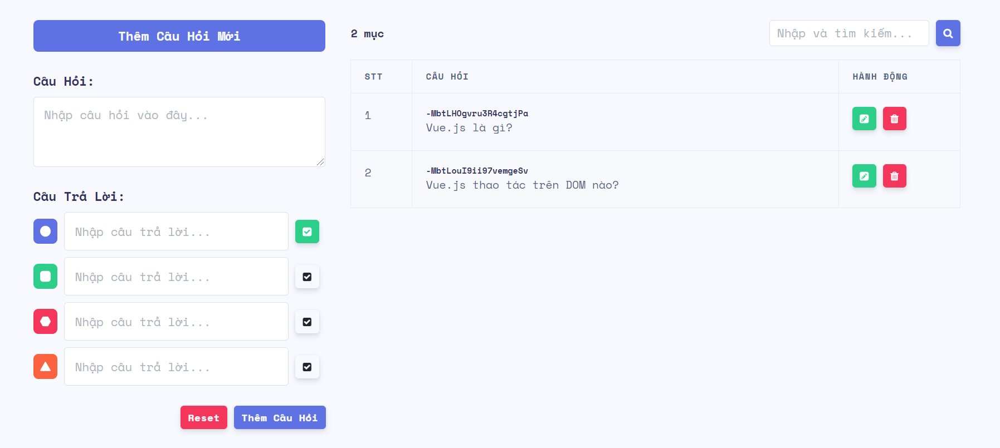 Thêm Câu Hỏi Mới
Câu Hỏi:
Nhập câu hỏi vào đây...
Câu Trả Lời:
Nhập câu trả lời...
Nhập câu trả lời...
Nhập câu trả lời...
Nhập câu trả lời...
Reset
Thêm Câu Hỏi
2 mục
Nhập và tìm kiếm...
STT
CÂU HỎI
HÀNH ĐỘNG
1
-MbtLHOgvru3R4cgtjPa
Vue.js là gì?
2
-MbtLouI9ii97vemgeSv
Vue.js thao tác trên DOM nào?